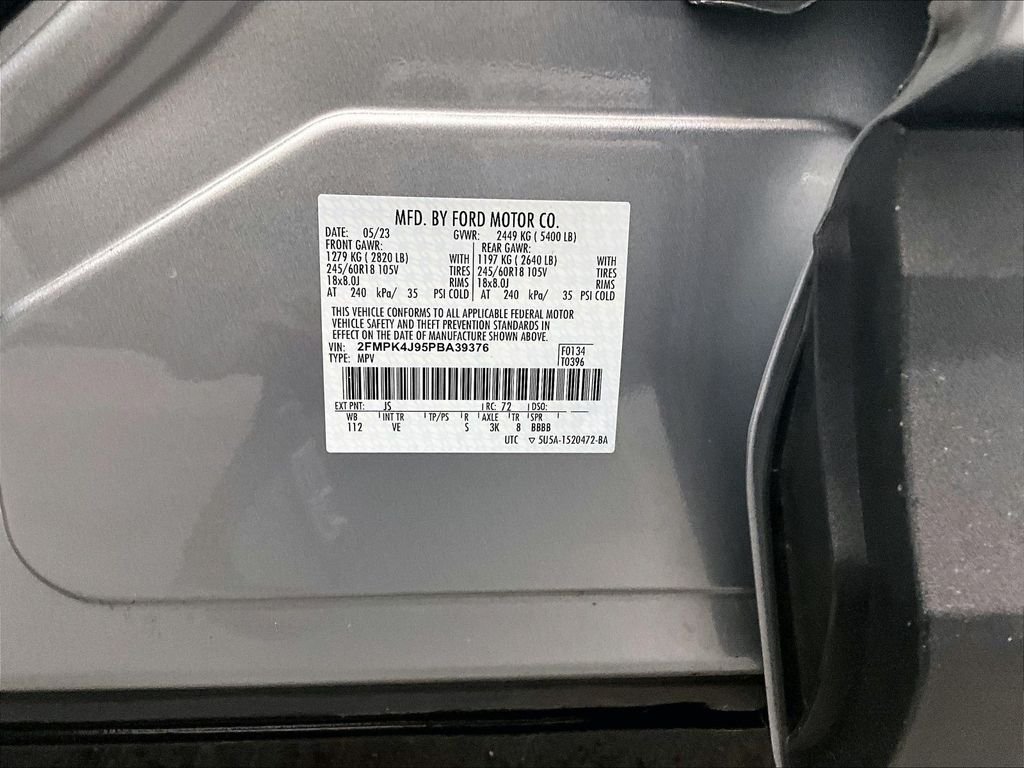 MFD. BY FORD MOTOR CO.
DATE: 05/23 GVWR: 2449 KG ( 5400 LB)
FRONT GAWR: REAR GAWR:
1279 KG ( 2820 LB) WITH 1197 KG ( 2640 LB) WITH
245/60R18 105V TIRES 245/60R18 105V TIRES
18x8.0J RIMS 18x8.0J RIMS
AT 240 kPa/ 35 PSI COLD AT 240 kPa/ 35 PSI COLD
THIS VEHICLE CONFORMS TO ALL APPLICABLE FEDERAL MOTOR
VEHICLE SAFETY AND THEFT PREVENTION STANDARDS IN
EFFECT ON THE DATE OF MANUFACTURE SHOWN ABOVE.
VIN: 2FMPK4J95PBA39376 F0134
TYPE: MPV T0396
EXT PNT: JS RC: 72 DSO:
WB INT TR TP/PS R AXLE TR SPR
112 VE S 3K 8 BBBB
UTC ▽ 5U5A-1520472-BA